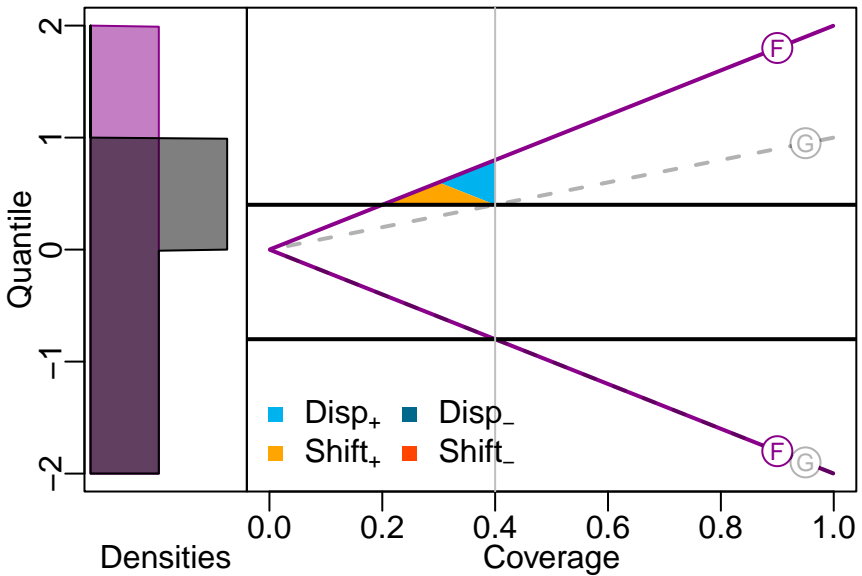 Quantile
2
1
0
−1
−2
F
G
F
G
Disp+ Disp−
Shift+ Shift−
0.0 0.2 0.4 0.6 0.8 1.0
Densities Coverage